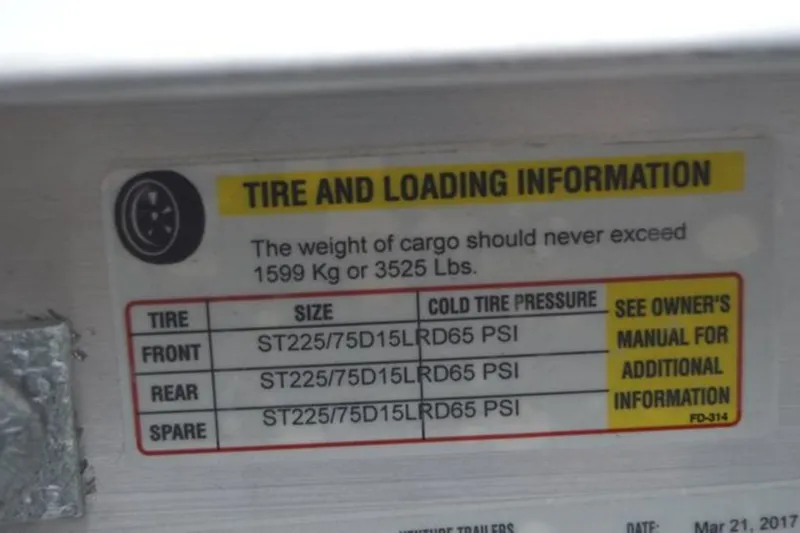 TIRE AND LOADING INFORMATION
The weight of cargo should never exceed
1599 Kg or 3525 Lbs.
TIRE SIZE COLD TIRE PRESSURE
FRONT ST225/75D15LRD65 PSI
REAR ST225/75D15LRD65 PSI
SPARE ST225/75D15LRD65 PSI
SEE OWNER'S
MANUAL FOR
ADDITIONAL
INFORMATION
FD-314
VENTURE TRAILERS DATE: Mar 21, 2017